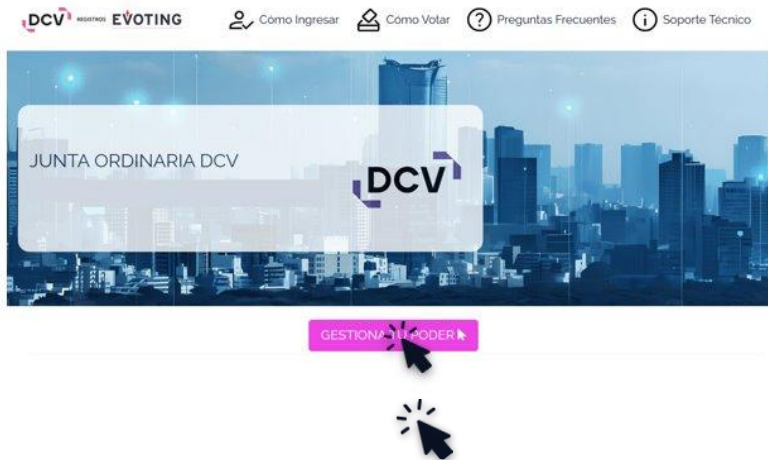 DCV REGISTROS EVOTING
Cómo Ingresar
Cómo Votar
Preguntas Frecuentes
Soporte Técnico
JUNTA ORDINARIA DCV
DCV
GESTIONA TU PODER